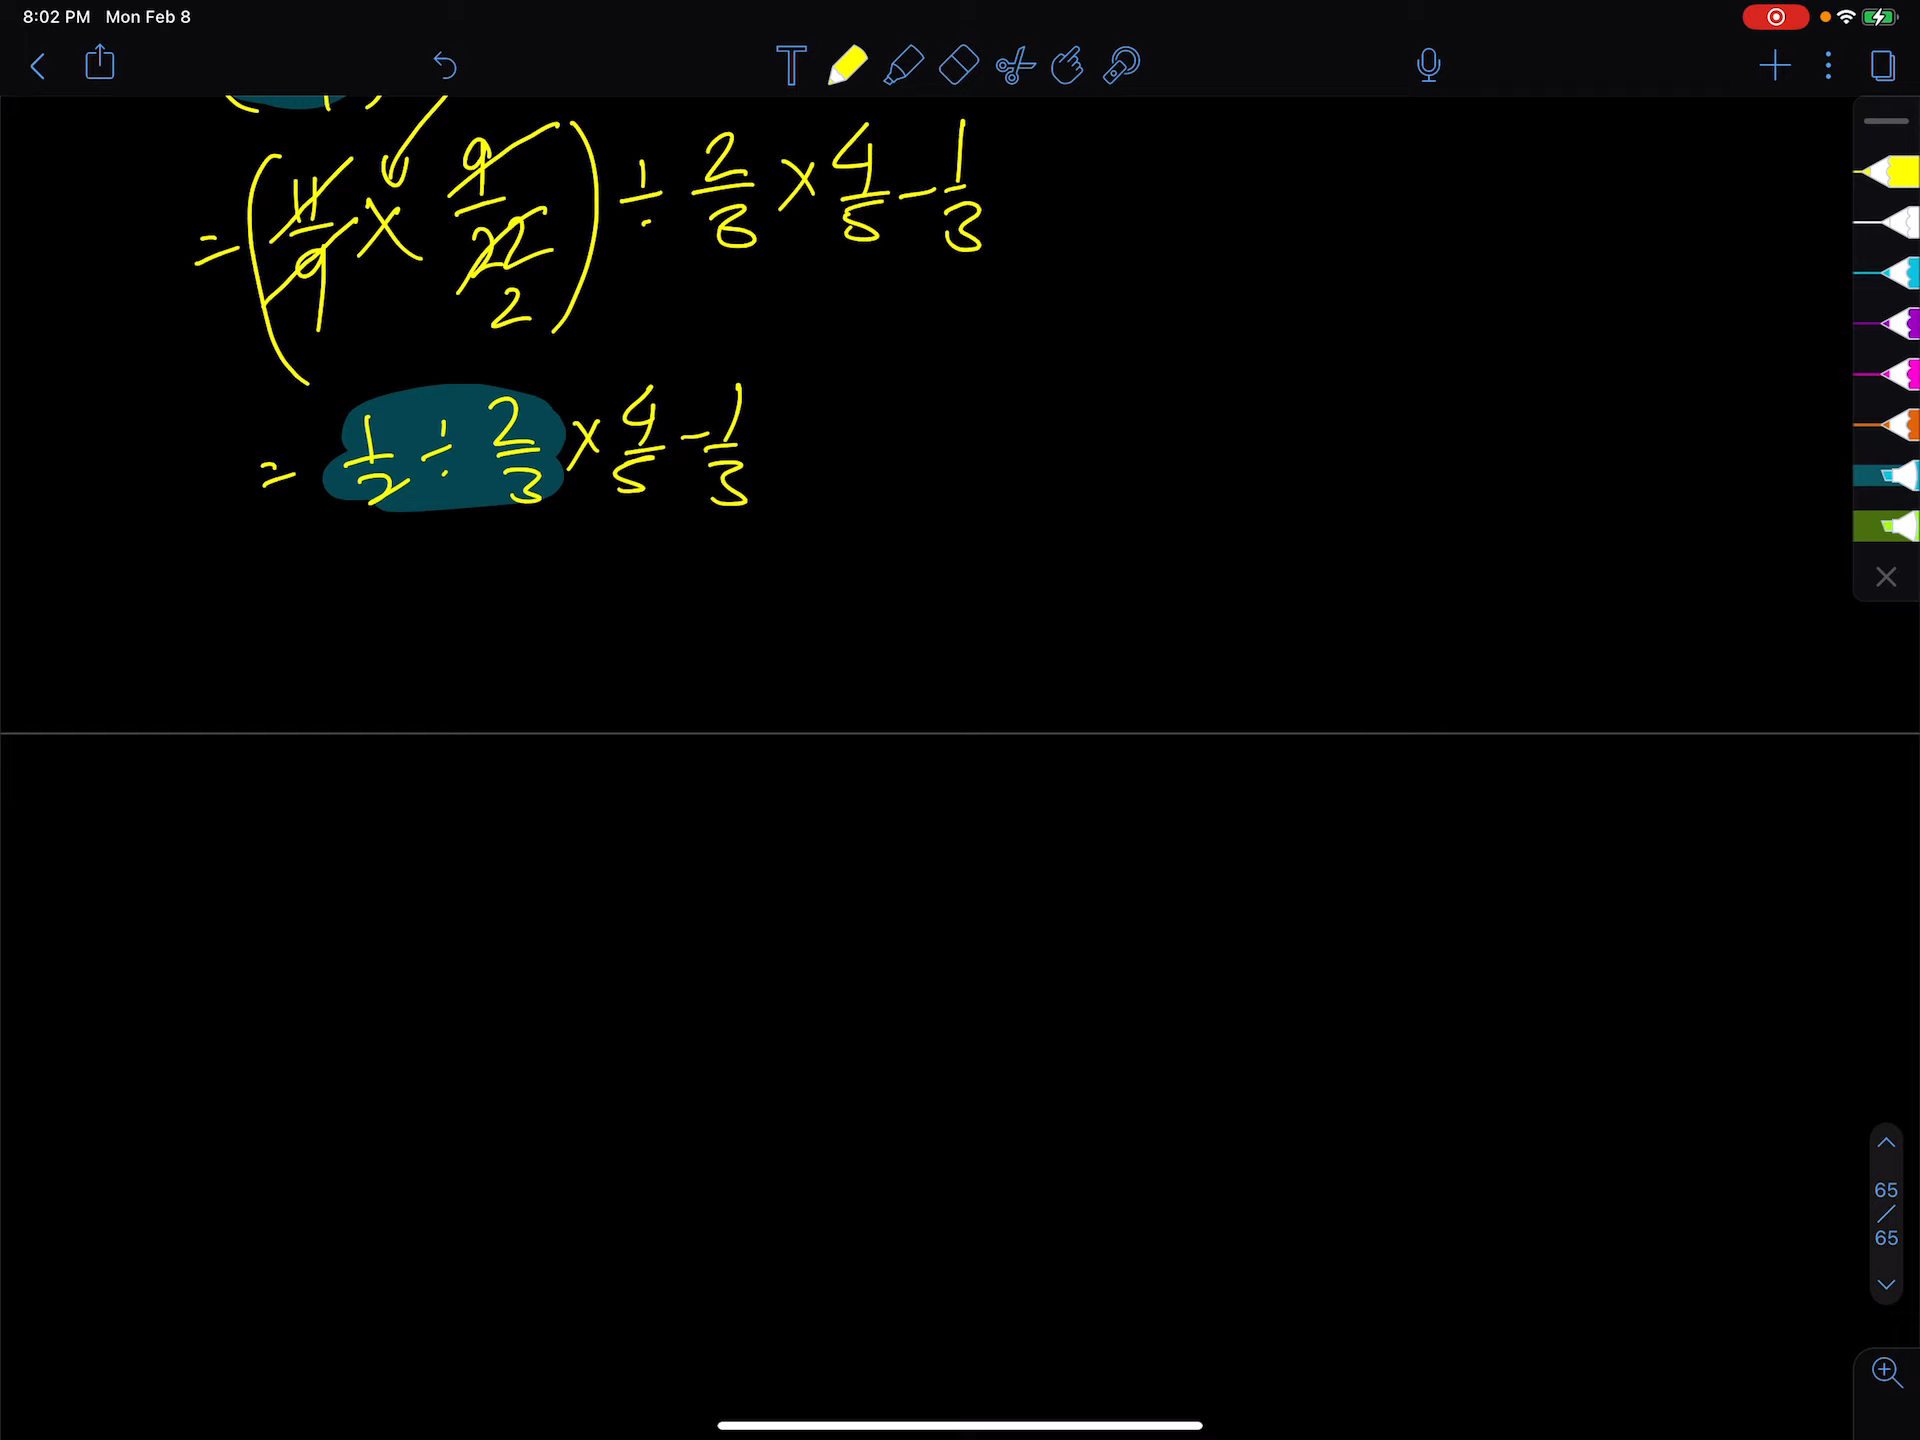 8:02 PM Mon Feb 8
= (11/9 × 9/22 2) ÷ 2/3 × 4/5 - 1/3
= 1/2 ÷ 2/3 × 4/5 - 1/3
65
/
65